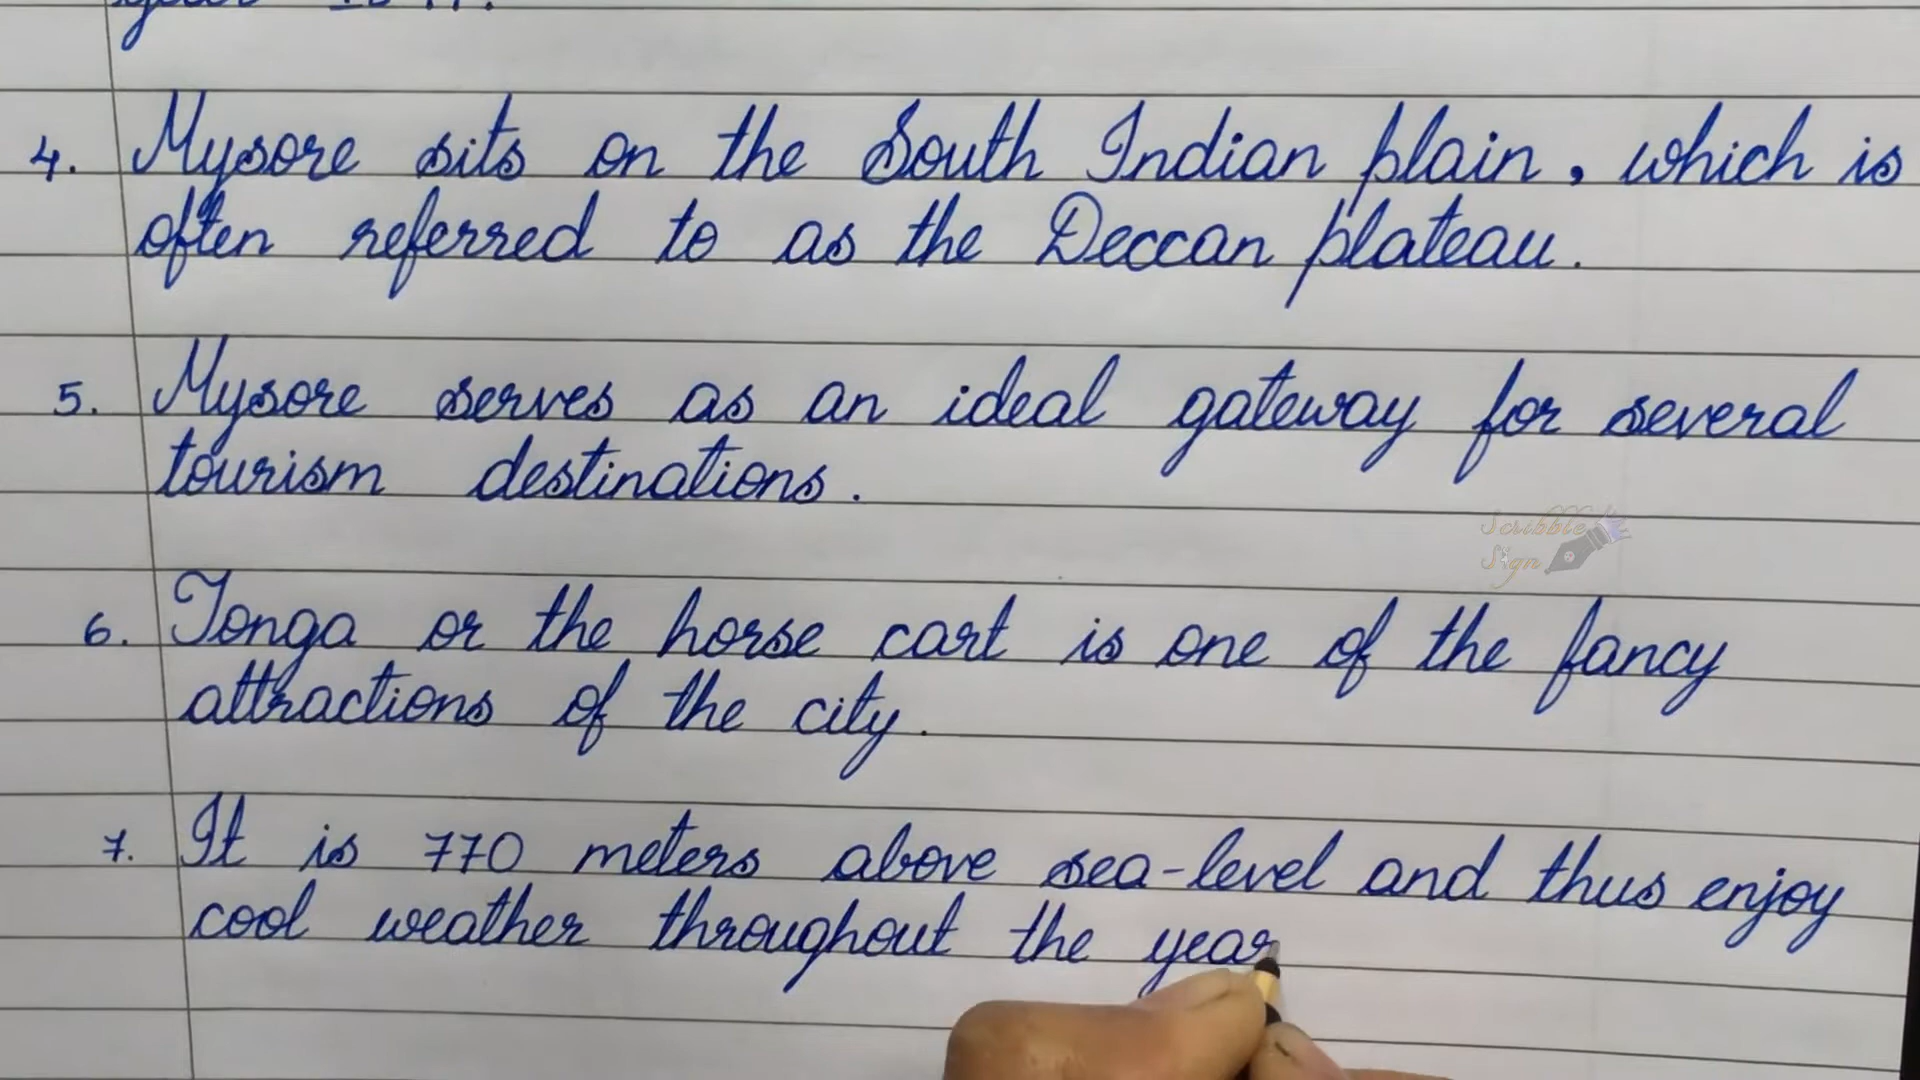 4. Mysore sits on the South Indian plain, which is
often referred to as the Deccan plateau.
5. Mysore serves as an ideal gateway for several
tourism destinations.
Scribble
Sign
6. Tonga or the horse cart is one of the fancy
attractions of the city.
7. It is 770 meters above sea-level and thus enjoy
cool weather throughout the year